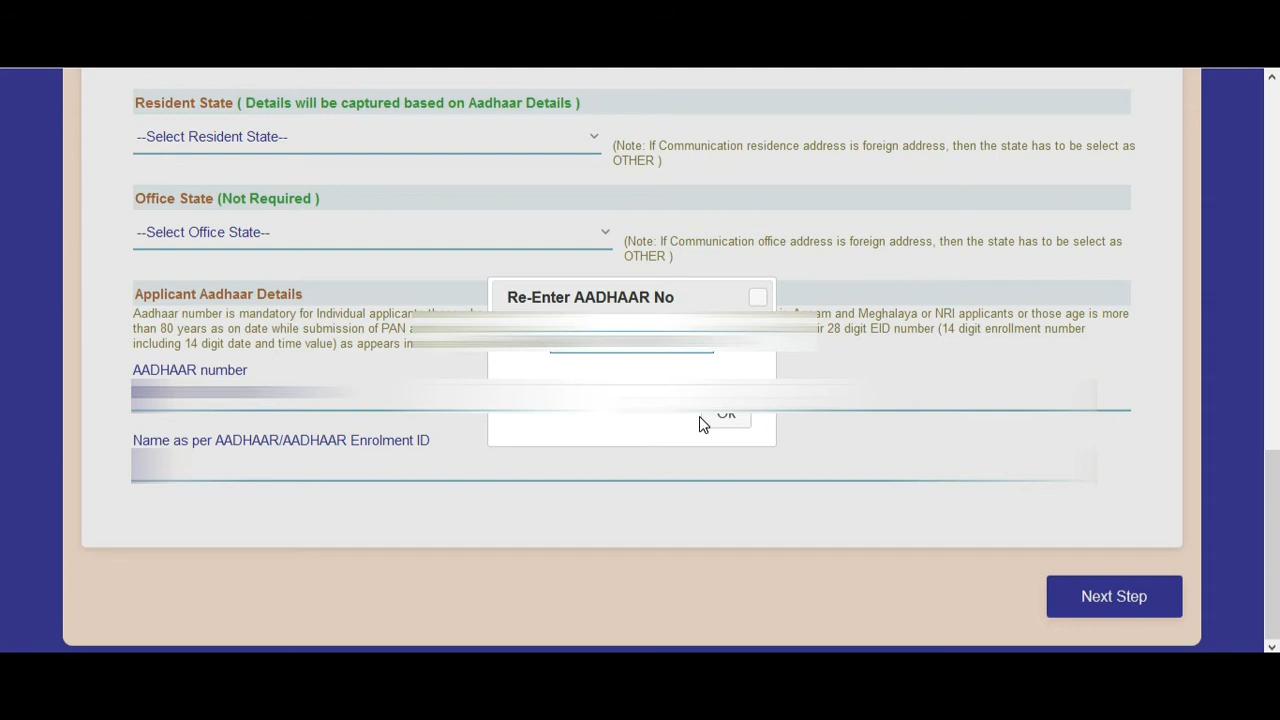 Resident State ( Details will be captured based on Aadhaar Details )
--Select Resident State--
(Note: If Communication residence address is foreign address, then the state has to be select as
OTHER )
Office State (Not Required )
--Select Office State--
(Note: If Communication office address is foreign address, then the state has to be select as
OTHER )
Applicant Aadhaar Details
Re-Enter AADHAAR No
Aadhaar number is mandatory for Individual applicants and Meghalaya or NRI applicants or those age is more
than 80 years as on date while submission of PAN 28 digit EID number (14 digit enrollment number
including 14 digit date and time value) as appears in
AADHAAR number
OK
Name as per AADHAAR/AADHAAR Enrolment ID
Next Step